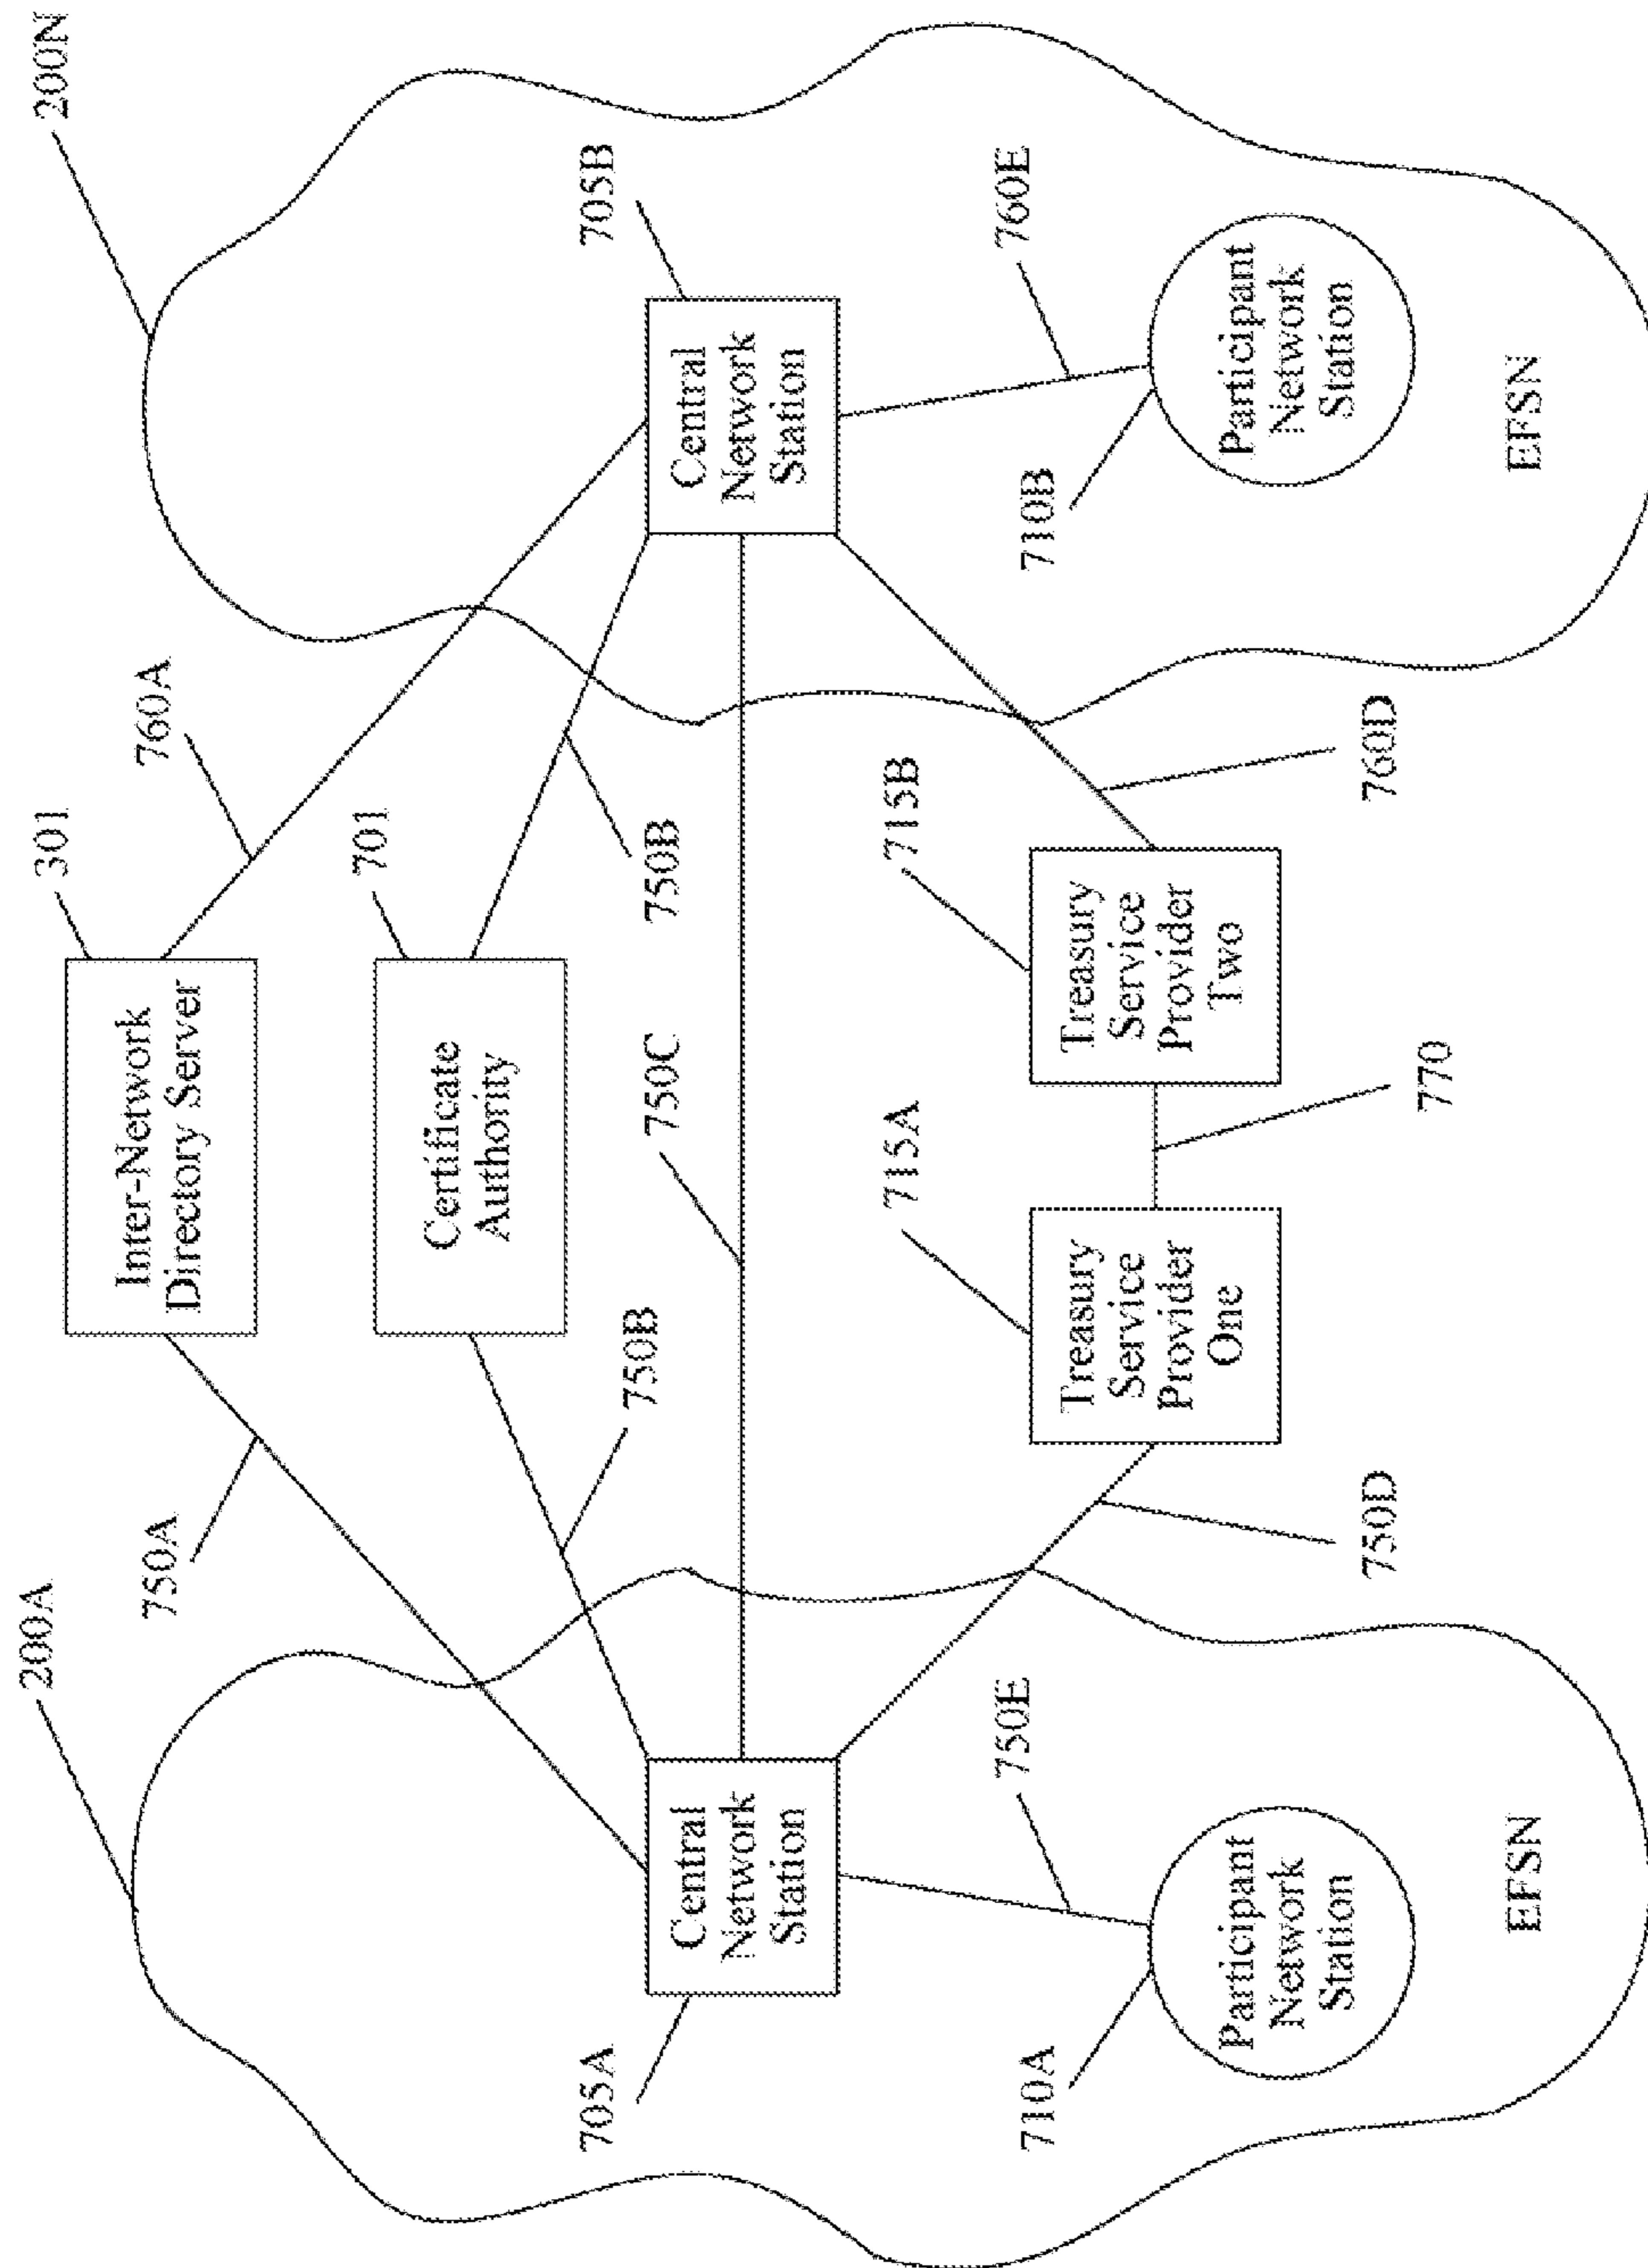 200A
200N
750A
301
760A
Inter-Network
Directory Server
701
Certificate
Authority
750B
750B
705A
Central
Network
Station
750C
705B
Central
Network
Station
715A
715B
750E
760E
710A
710B
Participant
Network
Station
Treasury
Service
Provider
One
Treasury
Service
Provider
Two
Participant
Network
Station
750D
770
760D
EFSN
EFSN